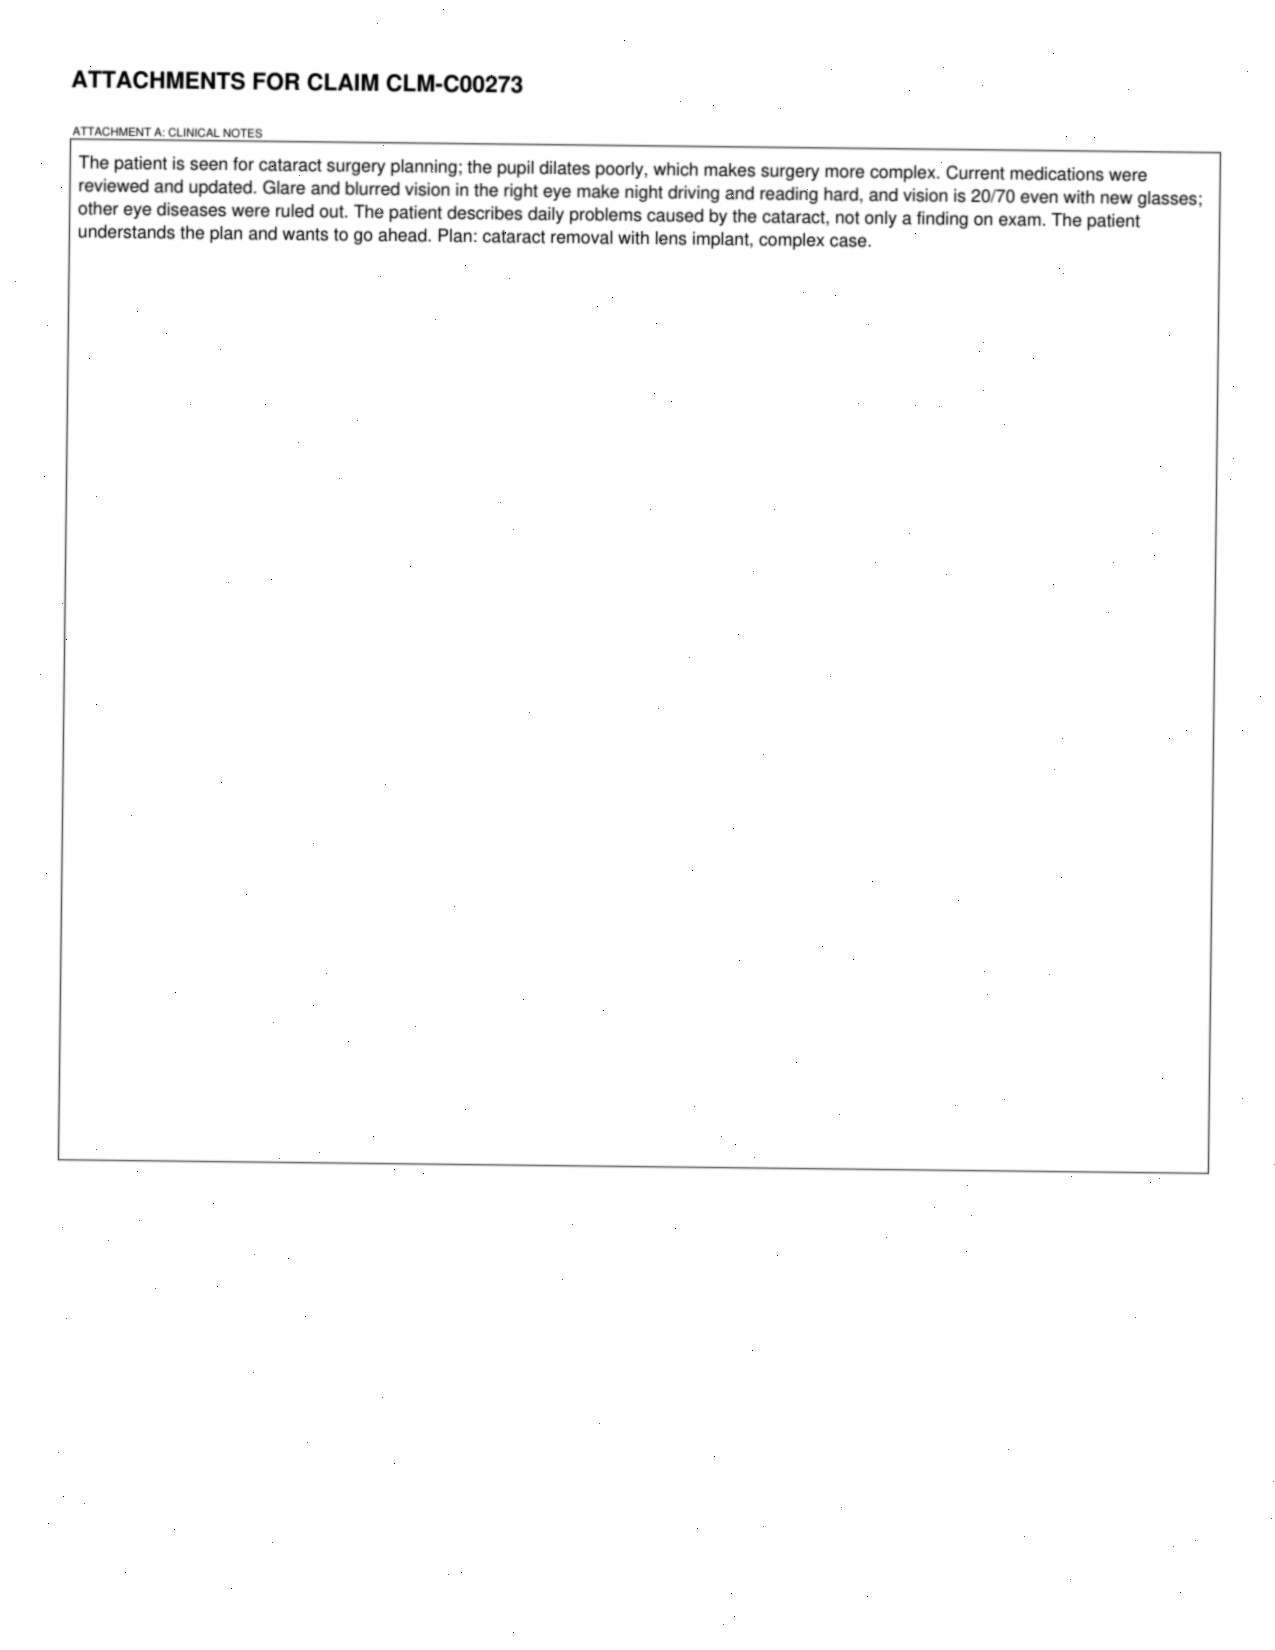 ATTACHMENTS FOR CLAIM CLM-C00273
ATTACHMENT A: CLINICAL NOTES
The patient is seen for cataract surgery planning; the pupil dilates poorly, which makes surgery more complex. Current medications were
reviewed and updated. Glare and blurred vision in the right eye make night driving and reading hard, and vision is 20/70 even with new glasses;
other eye diseases were ruled out. The patient describes daily problems caused by the cataract, not only a finding on exam. The patient
understands the plan and wants to go ahead. Plan: cataract removal with lens implant, complex case.